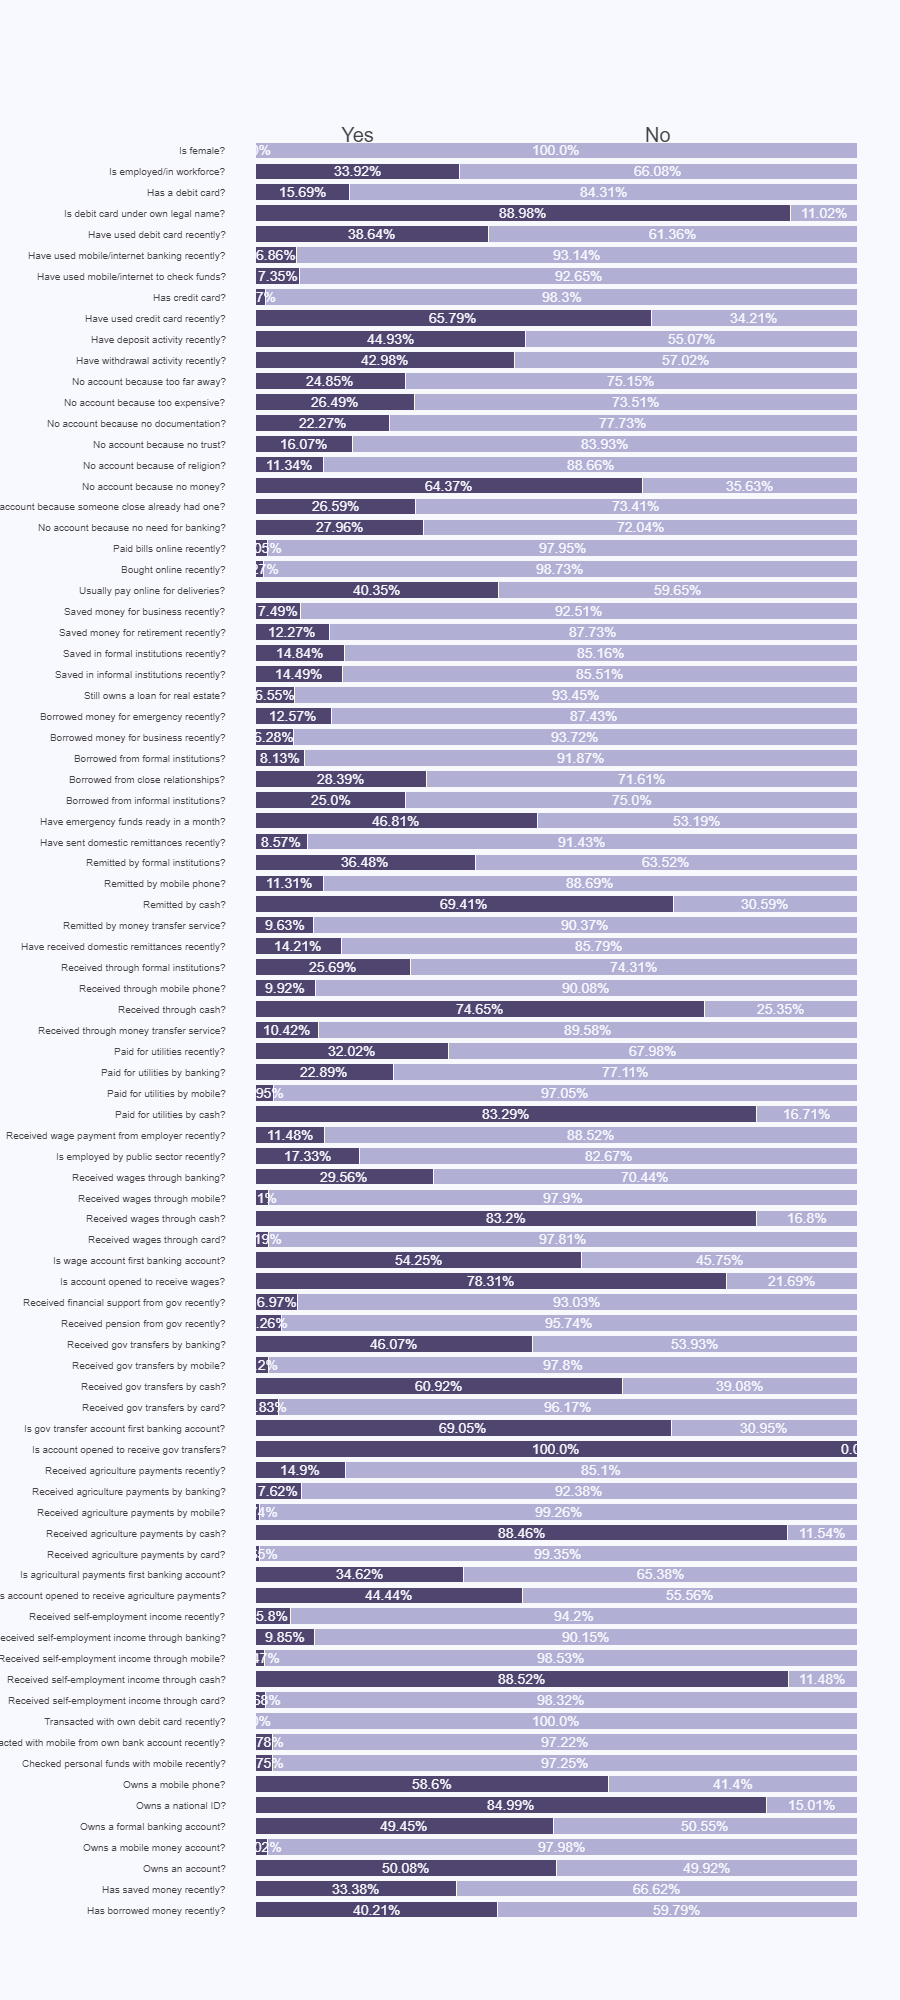 Yes No
Is female? 0% 100.0%
Is employed/in workforce? 33.92% 66.08%
Has a debit card? 15.69% 84.31%
Is debit card under own legal name? 88.98% 11.02%
Have used debit card recently? 38.64% 61.36%
Have used mobile/internet banking recently? 6.86% 93.14%
Have used mobile/internet to check funds? 7.35% 92.65%
Has credit card? 7% 98.3%
Have used credit card recently? 65.79% 34.21%
Have deposit activity recently? 44.93% 55.07%
Have withdrawal activity recently? 42.98% 57.02%
No account because too far away? 24.85% 75.15%
No account because too expensive? 26.49% 73.51%
No account because no documentation? 22.27% 77.73%
No account because no trust? 16.07% 83.93%
No account because of religion? 11.34% 88.66%
No account because no money? 64.37% 35.63%
account because someone close already had one? 26.59% 73.41%
No account because no need for banking? 27.96% 72.04%
Paid bills online recently? 05% 97.95%
Bought online recently? 27% 98.73%
Usually pay online for deliveries? 40.35% 59.65%
Saved money for business recently? 7.49% 92.51%
Saved money for retirement recently? 12.27% 87.73%
Saved in formal institutions recently? 14.84% 85.16%
Saved in informal institutions recently? 14.49% 85.51%
Still owns a loan for real estate? 6.55% 93.45%
Borrowed money for emergency recently? 12.57% 87.43%
Borrowed money for business recently? 6.28% 93.72%
Borrowed from formal institutions? 8.13% 91.87%
Borrowed from close relationships? 28.39% 71.61%
Borrowed from informal institutions? 25.0% 75.0%
Have emergency funds ready in a month? 46.81% 53.19%
Have sent domestic remittances recently? 8.57% 91.43%
Remitted by formal institutions? 36.48% 63.52%
Remitted by mobile phone? 11.31% 88.69%
Remitted by cash? 69.41% 30.59%
Remitted by money transfer service? 9.63% 90.37%
Have received domestic remittances recently? 14.21% 85.79%
Received through formal institutions? 25.69% 74.31%
Received through mobile phone? 9.92% 90.08%
Received through cash? 74.65% 25.35%
Received through money transfer service? 10.42% 89.58%
Paid for utilities recently? 32.02% 67.98%
Paid for utilities by banking? 22.89% 77.11%
Paid for utilities by mobile? 95% 97.05%
Paid for utilities by cash? 83.29% 16.71%
Received wage payment from employer recently? 11.48% 88.52%
Is employed by public sector recently? 17.33% 82.67%
Received wages through banking? 29.56% 70.44%
Received wages through mobile? 1% 97.9%
Received wages through cash? 83.2% 16.8%
Received wages through card? 19% 97.81%
Is wage account first banking account? 54.25% 45.75%
Is account opened to receive wages? 78.31% 21.69%
Received financial support from gov recently? 6.97% 93.03%
Received pension from gov recently? .26% 95.74%
Received gov transfers by banking? 46.07% 53.93%
Received gov transfers by mobile? 2% 97.8%
Received gov transfers by cash? 60.92% 39.08%
Received gov transfers by card? .83% 96.17%
Is gov transfer account first banking account? 69.05% 30.95%
Is account opened to receive gov transfers? 100.0% 0.0
Received agriculture payments recently? 14.9% 85.1%
Received agriculture payments by banking? 7.62% 92.38%
Received agriculture payments by mobile? 4% 99.26%
Received agriculture payments by cash? 88.46% 11.54%
Received agriculture payments by card? 5% 99.35%
Is agricultural payments first banking account? 34.62% 65.38%
s account opened to receive agriculture payments? 44.44% 55.56%
Received self-employment income recently? 5.8% 94.2%
eceived self-employment income through banking? 9.85% 90.15%
Received self-employment income through mobile? 47% 98.53%
Received self-employment income through cash? 88.52% 11.48%
Received self-employment income through card? 68% 98.32%
Transacted with own debit card recently? 0% 100.0%
acted with mobile from own bank account recently? 78% 97.22%
Checked personal funds with mobile recently? 75% 97.25%
Owns a mobile phone? 58.6% 41.4%
Owns a national ID? 84.99% 15.01%
Owns a formal banking account? 49.45% 50.55%
Owns a mobile money account? 02% 97.98%
Owns an account? 50.08% 49.92%
Has saved money recently? 33.38% 66.62%
Has borrowed money recently? 40.21% 59.79%